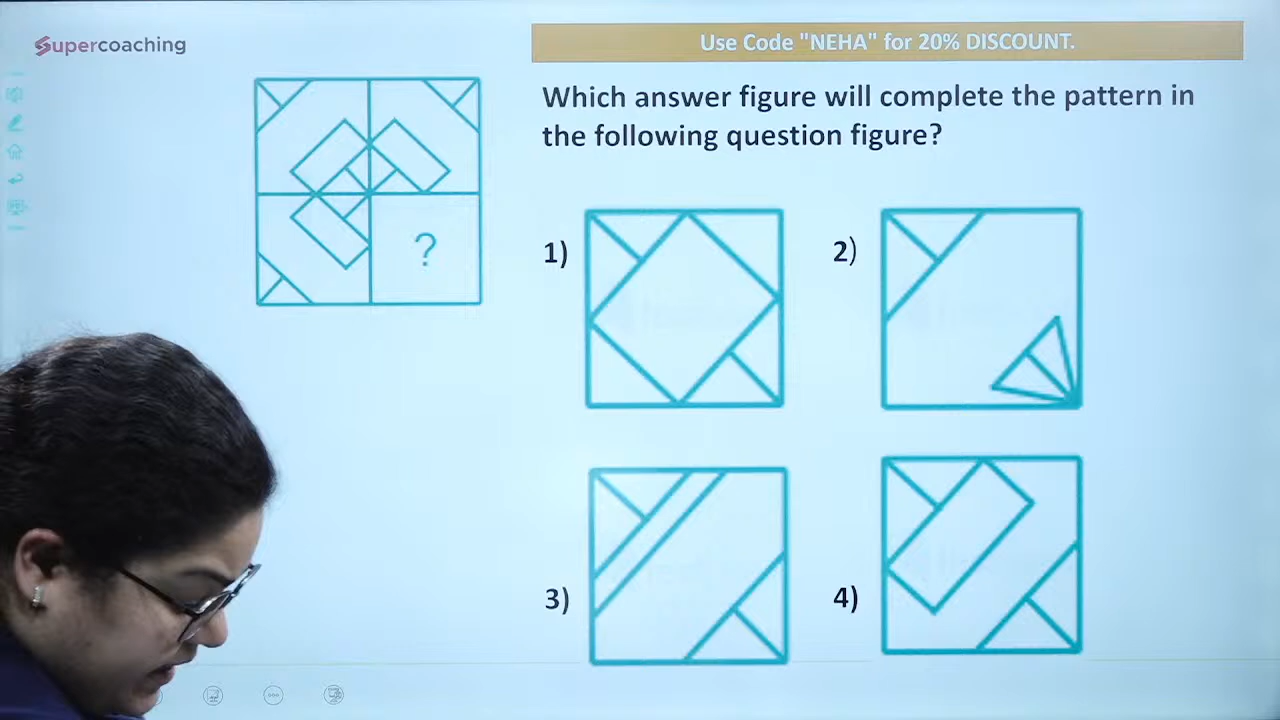 Supercoaching
Use Code "NEHA" for 20% DISCOUNT.
Which answer figure will complete the pattern in
the following question figure?
?
1)
2)
3)
4)